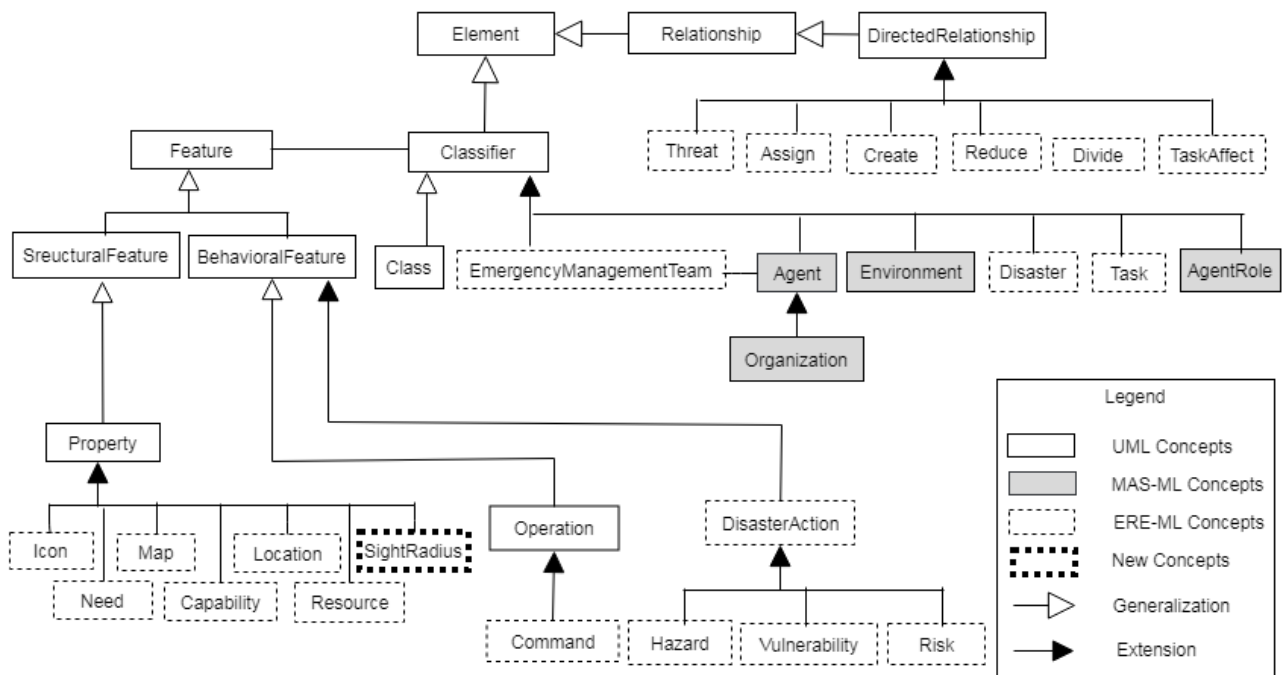 Element
Relationship
DirectedRelationship
Feature
Classifier
Threat
Assign
Create
Reduce
Divide
TaskAffect
SreucturalFeature
BehavioralFeature
Class
EmergencyManagementTeam
Agent
Environment
Disaster
Task
AgentRole
Organization
Property
Icon
Map
Location
SightRadius
Need
Capability
Resource
Operation
DisasterAction
Command
Hazard
Vulnerability
Risk
Legend
UML Concepts
MAS-ML Concepts
ERE-ML Concepts
New Concepts
Generalization
Extension